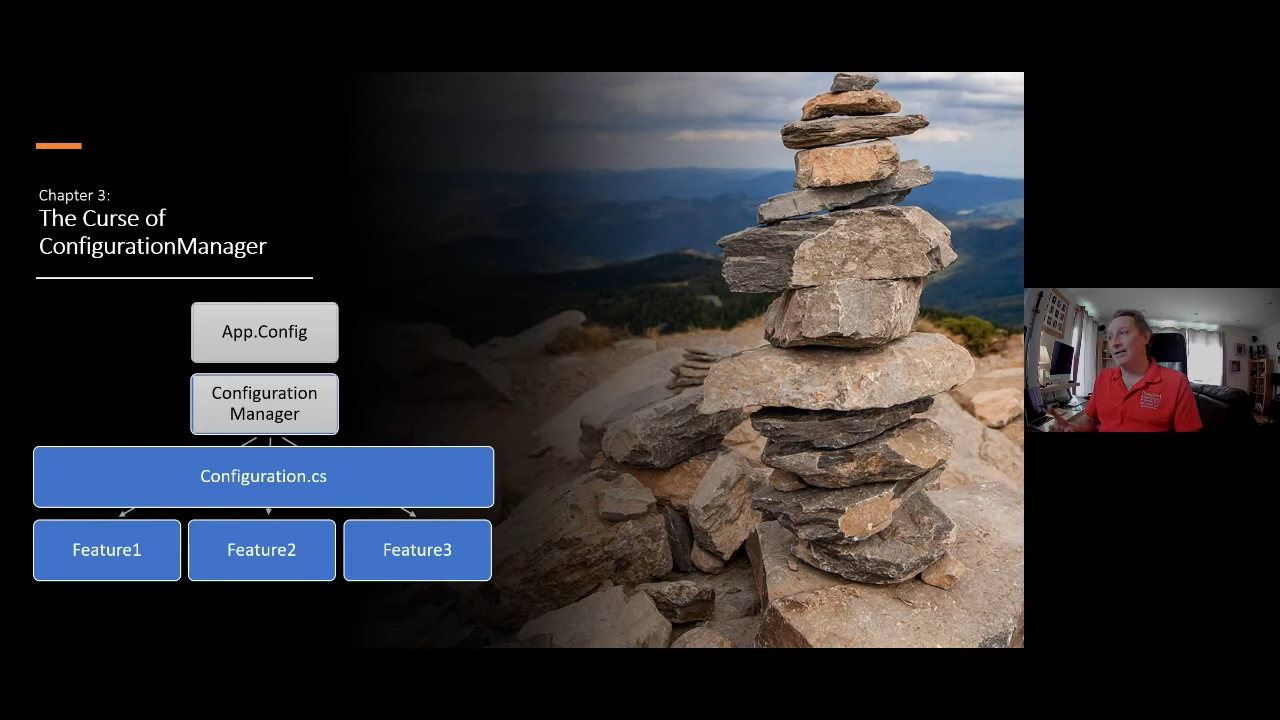 Chapter 3:
The Curse of
ConfigurationManager
App.Config
Configuration
Manager
Configuration.cs
Feature1
Feature2
Feature3